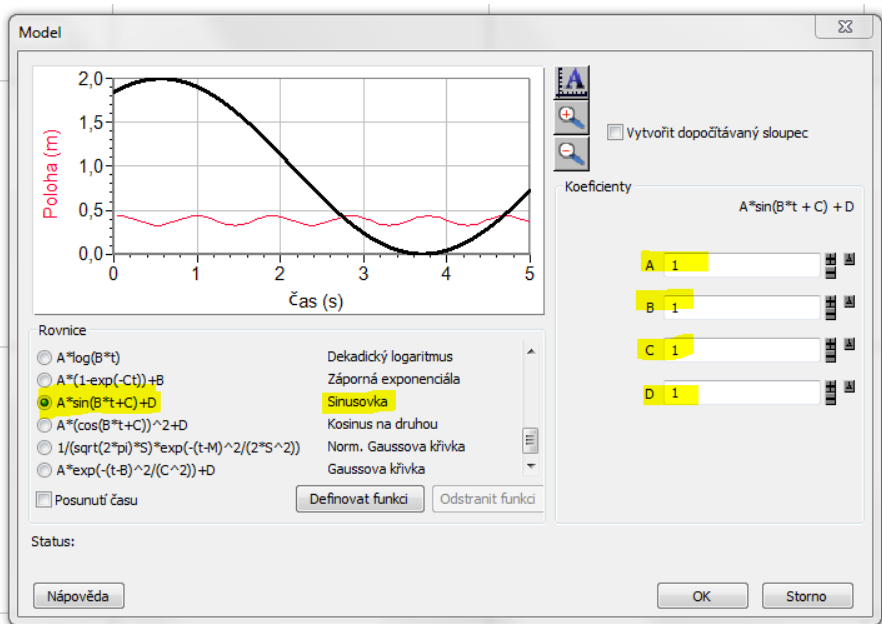 Model
2,0
1,5
1,0
0,5
0,0
Poloha (m)
0 1 2 3 4 5
Čas (s)
A
Vytvořit dopočítávaný sloupec
Koeficienty
A*sin(B*t + C) + D
A 1
B 1
C 1
D 1
Rovnice
A*log(B*t) Dekadický logaritmus
A*(1-exp(-Ct))+B Záporná exponenciála
A*sin(B*t+C)+D Sinusovka
A*(cos(B*t+C))^2+D Kosinus na druhou
1/(sqrt(2*pi)*S)*exp(-(t-M)^2/(2*S^2)) Norm. Gaussova křivka
A*exp(-(t-B)^2/(C^2))+D Gaussova křivka
Posunutí času
Definovat funkci
Odstranit funkci
Status:
Nápověda
OK
Storno